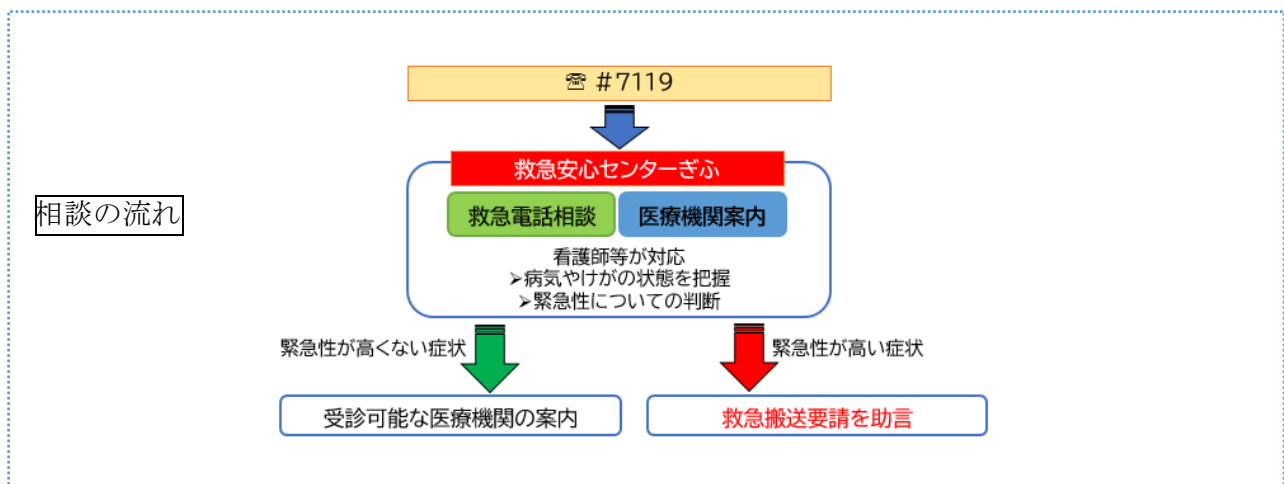 ☎ #7119
救急安心センターぎふ
相談の流れ
救急電話相談 医療機関案内
看護師等が対応
➢病気やけがの状態を把握
➢緊急性についての判断
緊急性が高くない症状 緊急性が高い症状
受診可能な医療機関の案内 救急搬送要請を助言